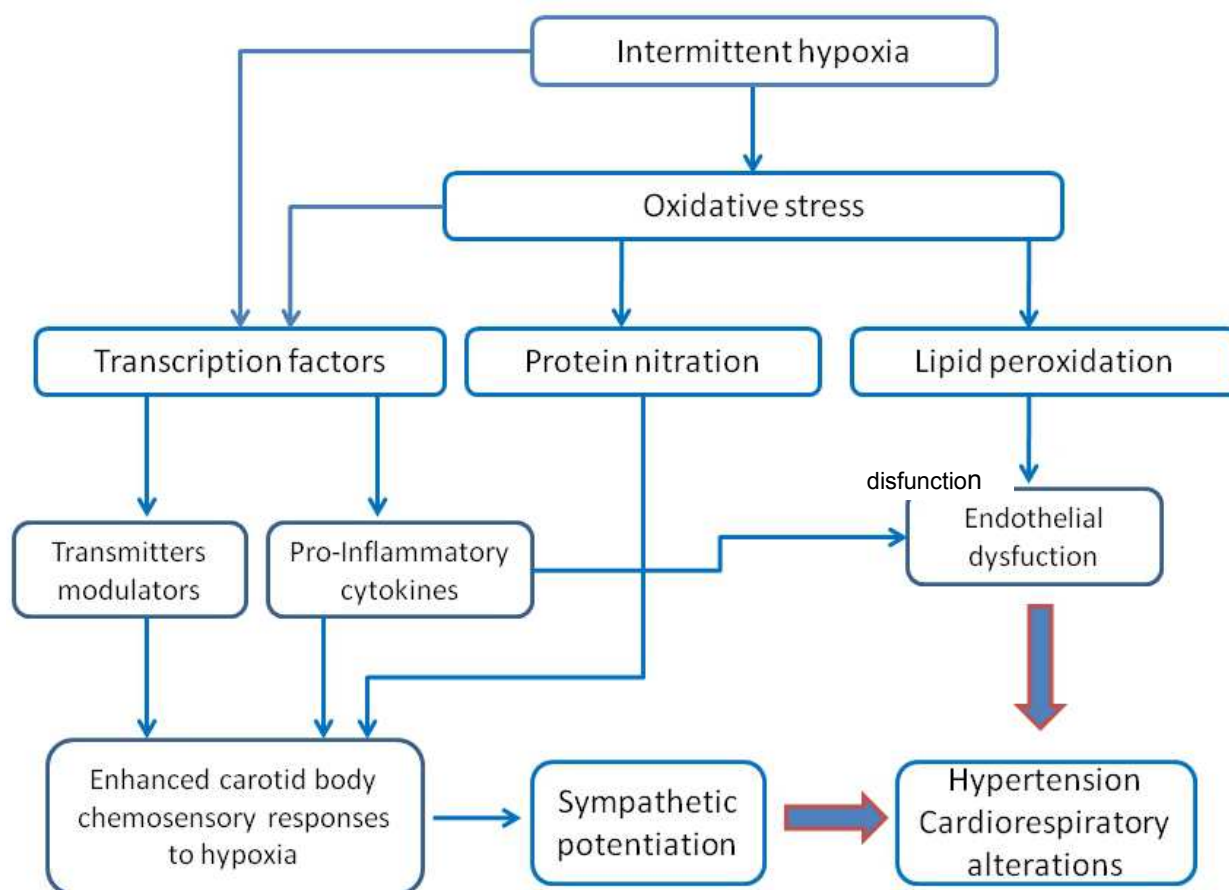 Intermittent hypoxia
Oxidative stress
Transcription factors
Protein nitration
Lipid peroxidation
disfunction
Endothelial
dysfuction
Transmitters
modulators
Pro-Inflammatory
cytokines
Enhanced carotid body
chemosensory responses
to hypoxia
Sympathetic
potentiation
Hypertension
Cardiorespiratory
alterations